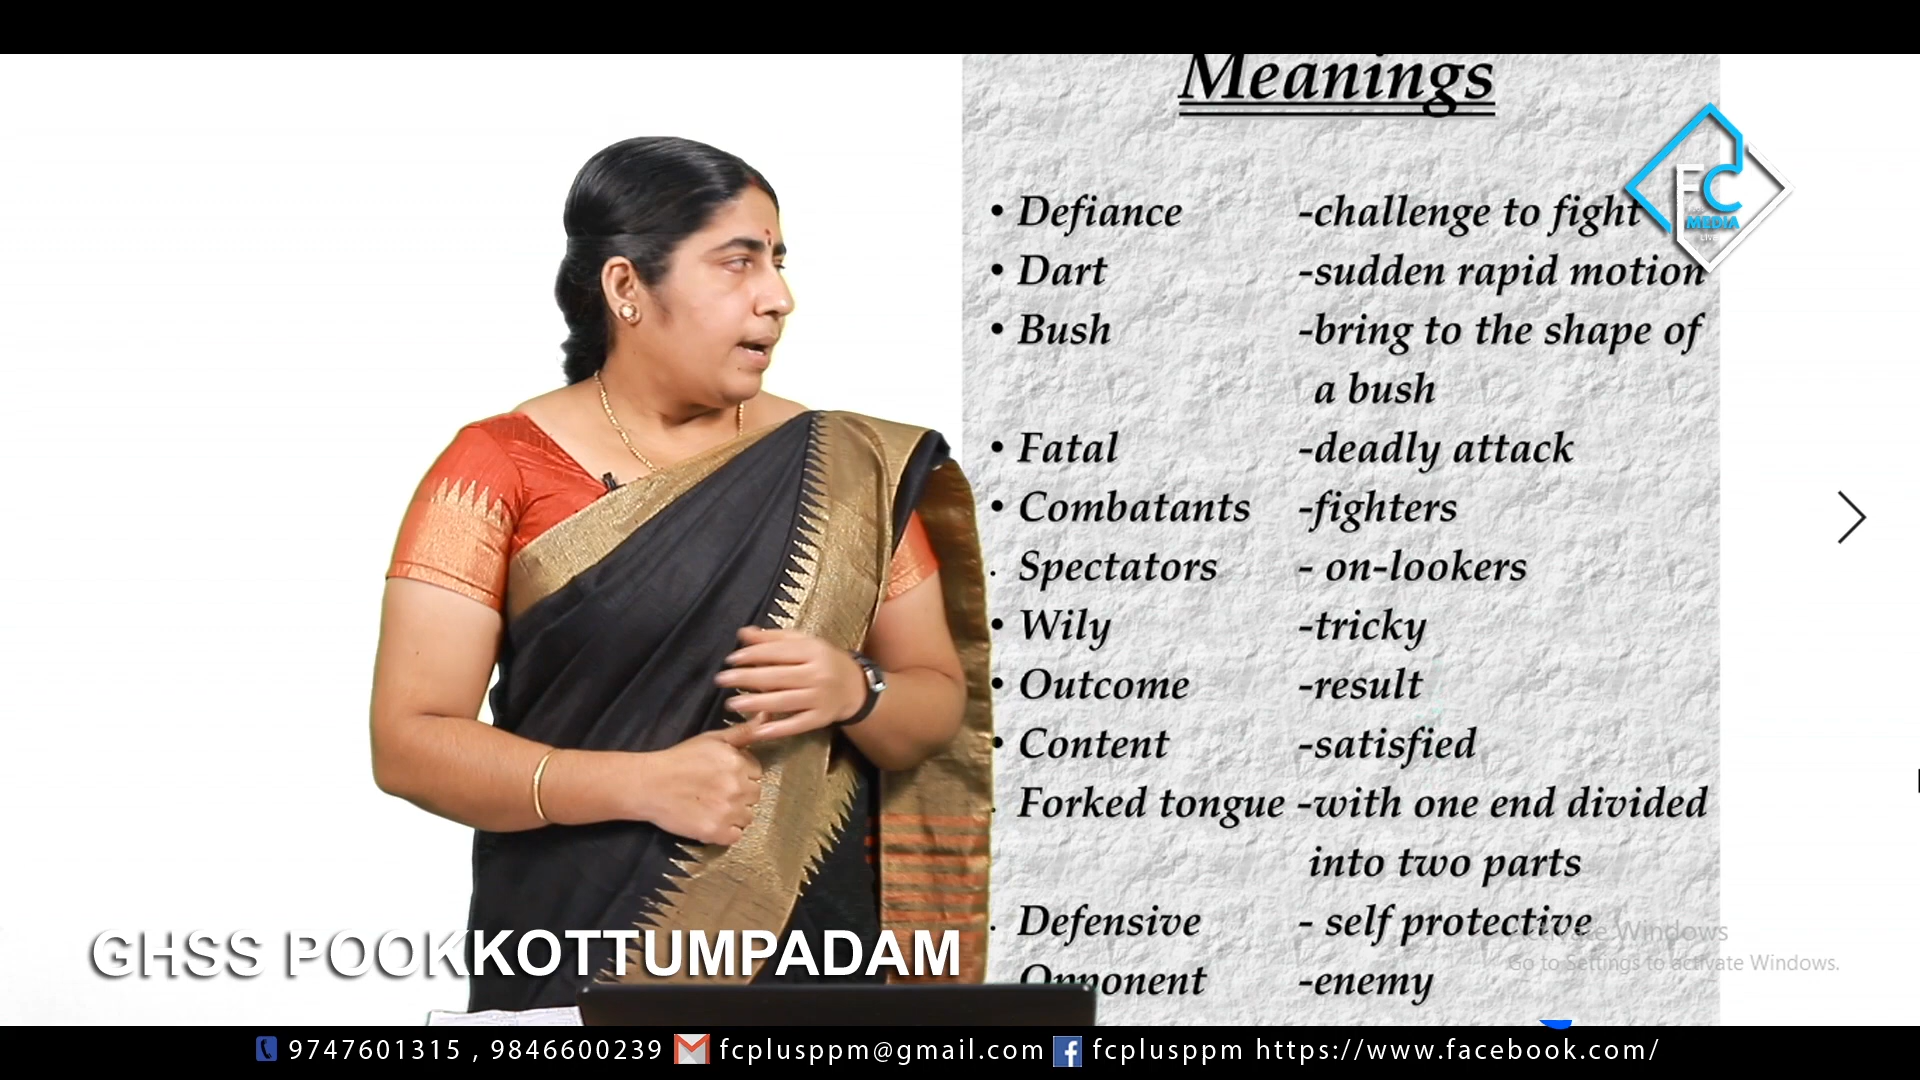 Meanings
• Defiance -challenge to fight
• Dart -sudden rapid motion
• Bush -bring to the shape of
a bush
• Fatal -deadly attack
• Combatants -fighters
. Spectators - on-lookers
• Wily -tricky
• Outcome -result
• Content -satisfied
. Forked tongue -with one end divided
into two parts
. Defensive - self protective
Opponent -enemy
FC
MEDIA
LIVE
Activate Windows
Go to Settings to activate Windows.
GHSS POOKKOTTUMPADAM
9747601315 , 9846600239 fcplusppm@gmail.com fcplusppm https://www.facebook.com/